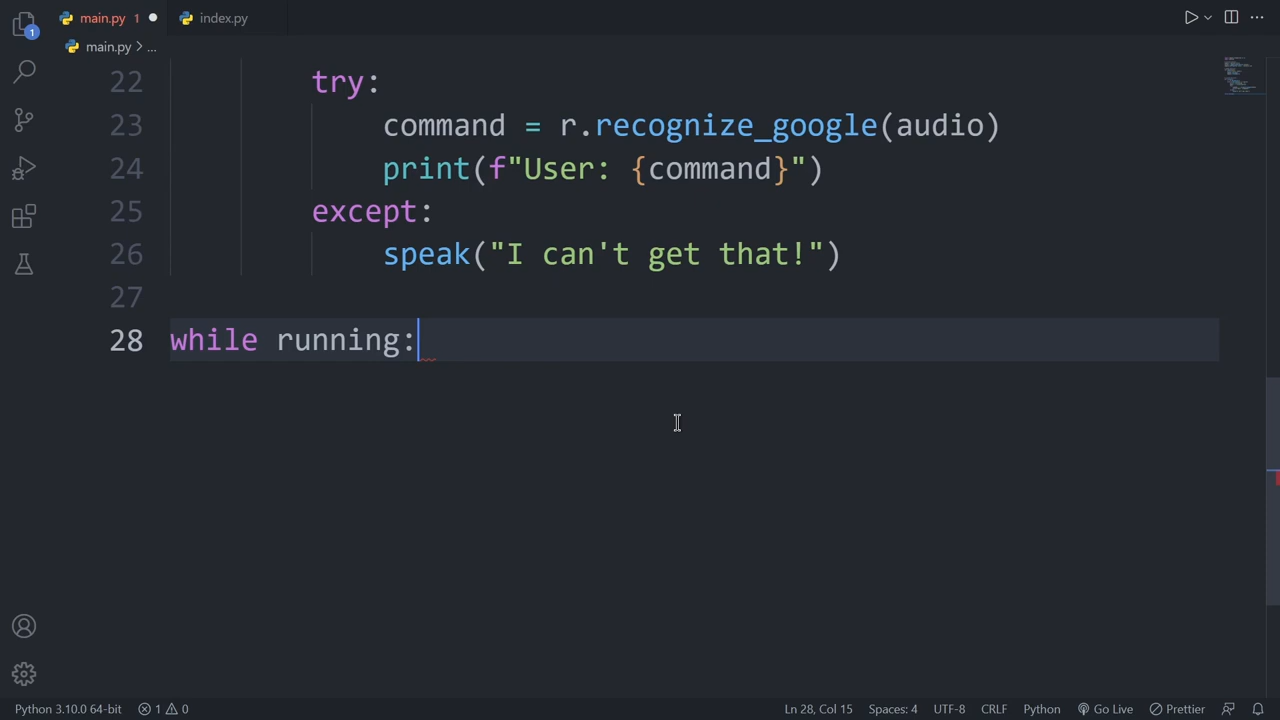 main.py 1 index.py
main.py > ...
1
22 try:
23 command = r.recognize_google(audio)
24 print(f"User: {command}")
25 except:
26 speak("I can't get that!")
27
28 while running:
Python 3.10.0 64-bit 1 0 Ln 28, Col 15 Spaces: 4 UTF-8 CRLF Python Go Live Prettier